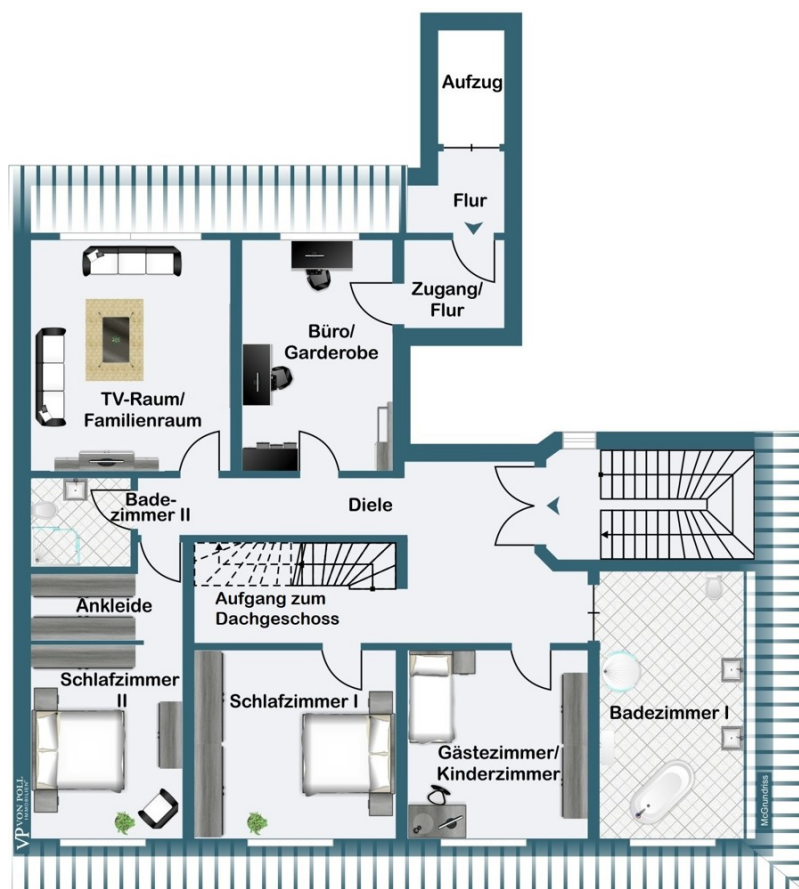 Aufzug
Flur
Zugang/
Flur
Büro/
Garderobe
TV-Raum/
Familienraum
Bade-
zimmer II
Diele
Ankleide
Aufgang zum
Dachgeschoss
Schlafzimmer
II
Schlafzimmer I
Gästezimmer/
Kinderzimmer
Badezimmer I
VP VON POLL
IMMOBILIEN
McGrundriss